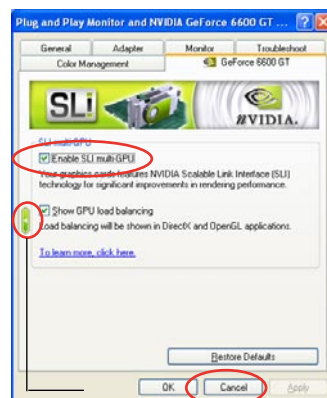 Plug and Play Monitor and NVIDIA GeForce 6600 GT ...
General Adapter Monitor Troubleshoot
Color Management GeForce 6600 GT
SLI NVIDIA.
SLI multi-GPU
Enable SLI multi-GPU
Your graphics cards features NVIDIA Scalable Link Interface (SLI)
technology for significant improvements in rendering performance.
Show GPU load balancing
Load balancing will be shown in DirectX and OpenGL applications.
To learn more, click here.
Restore Defaults
OK Cancel Apply